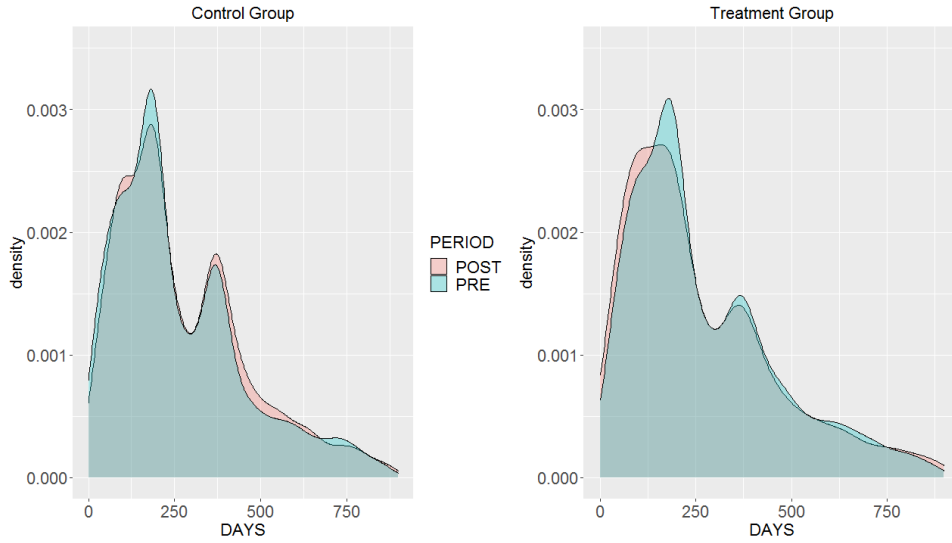 Control Group
density
0.003
0.002
0.001
0.000
0
250
500
750
DAYS
PERIOD
POST
PRE
Treatment Group
density
0.003
0.002
0.001
0.000
0
250
500
750
DAYS